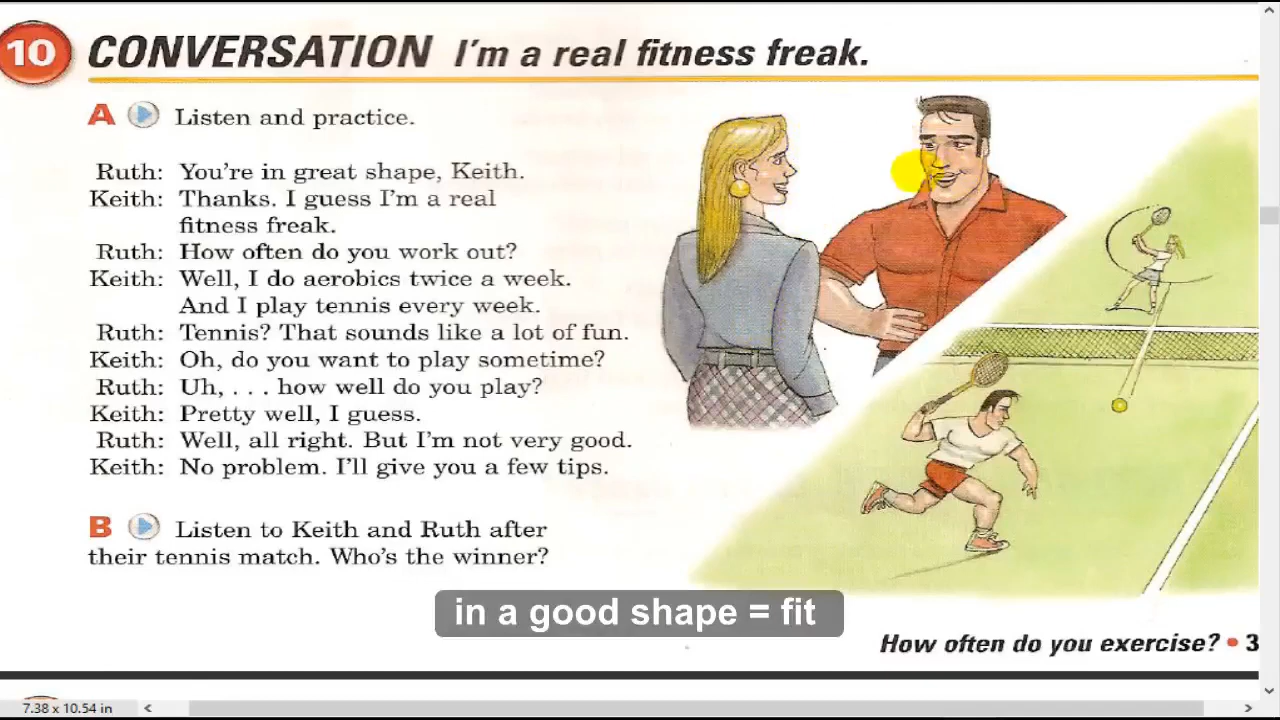 10 CONVERSATION I'm a real fitness freak.
A Listen and practice.
Ruth: You're in great shape, Keith.
Keith: Thanks. I guess I'm a real
fitness freak.
Ruth: How often do you work out?
Keith: Well, I do aerobics twice a week.
And I play tennis every week.
Ruth: Tennis? That sounds like a lot of fun.
Keith: Oh, do you want to play sometime?
Ruth: Uh, . . . how well do you play?
Keith: Pretty well, I guess.
Ruth: Well, all right. But I'm not very good.
Keith: No problem. I'll give you a few tips.
B Listen to Keith and Ruth after
their tennis match. Who's the winner?
in a good shape = fit
How often do you exercise? • 3
7.38 x 10.54 in